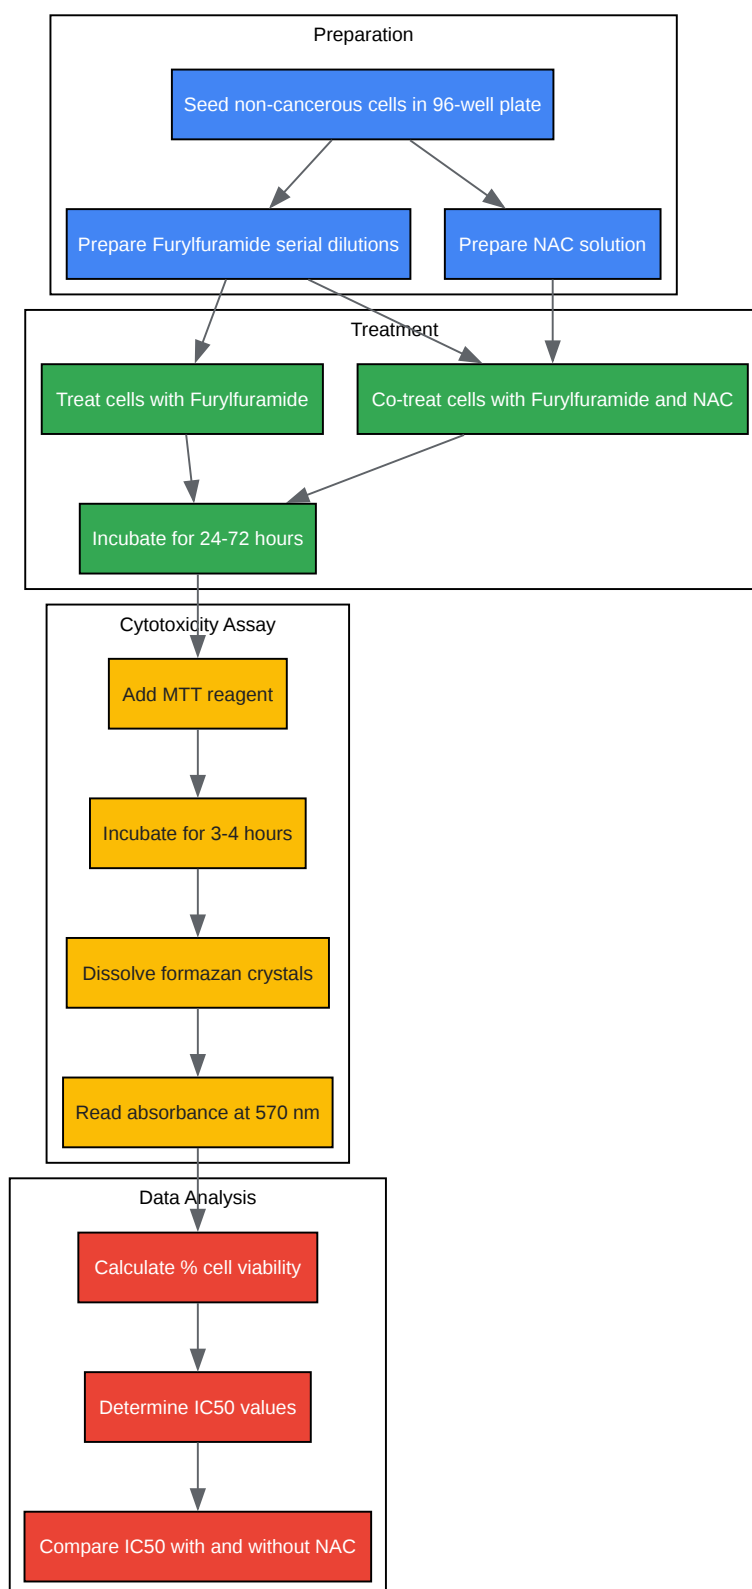 Preparation
Seed non-cancerous cells in 96-well plate
Prepare Furylfuramide serial dilutions
Prepare NAC solution
Treatment
Treat cells with Furylfuramide
Co-treat cells with Furylfuramide and NAC
Incubate for 24-72 hours
Cytotoxicity Assay
Add MTT reagent
Incubate for 3-4 hours
Dissolve formazan crystals
Read absorbance at 570 nm
Data Analysis
Calculate % cell viability
Determine IC50 values
Compare IC50 with and without NAC